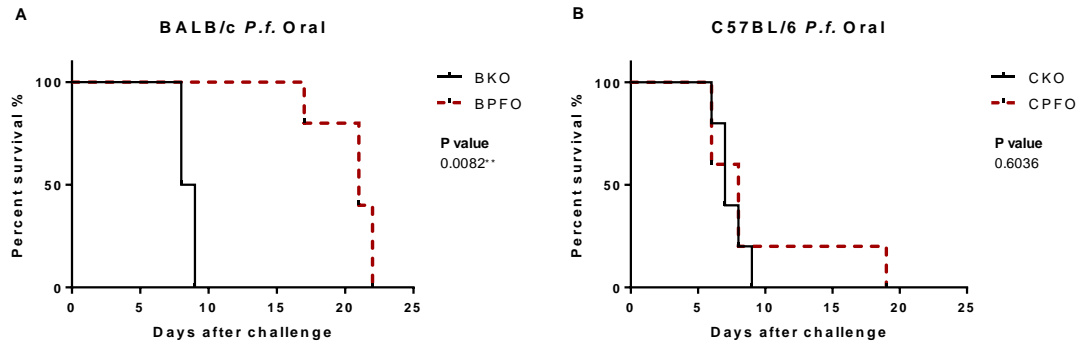 A
BALB/c P.f. Oral
Percent survival %
100
50
0
0 5 10 15 20 25
Days after challenge
BKO
BPFO
P value
0.0082**
B
C57BL/6 P.f. Oral
Percent survival %
100
50
0
0 5 10 15 20 25
Days after challenge
CKO
CPFO
P value
0.6036